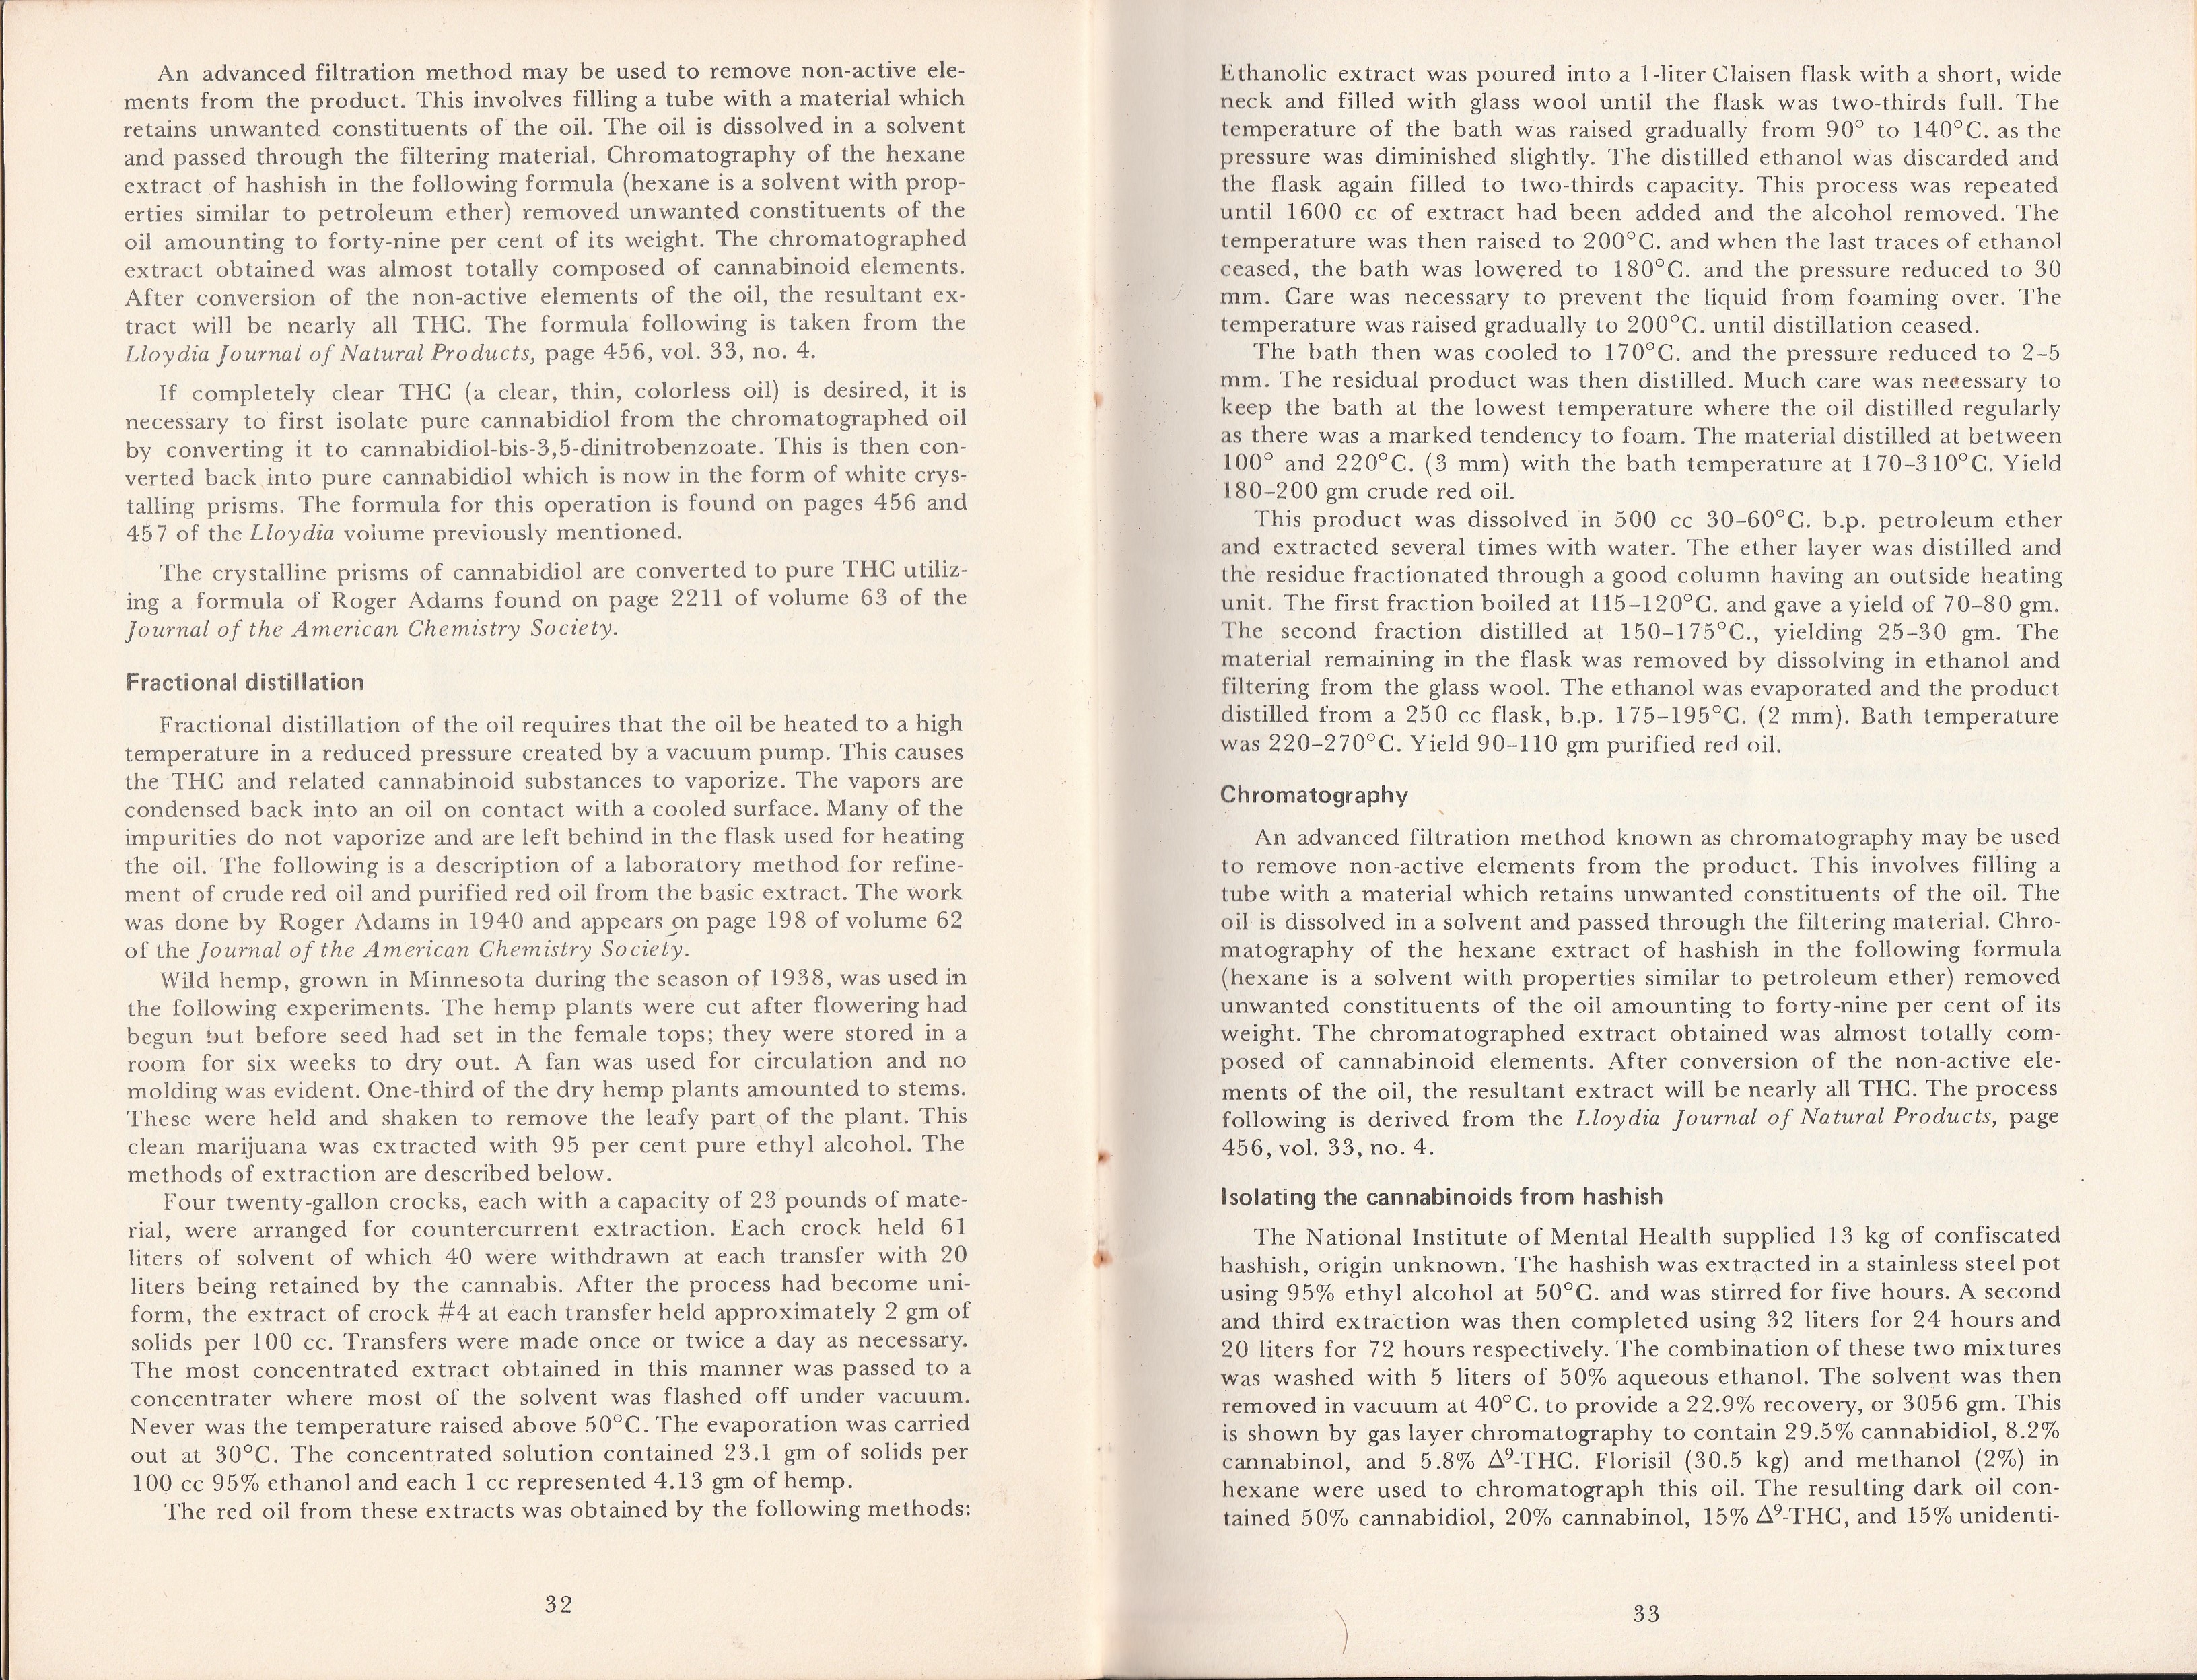 An advanced filtration method may be used to remove non-active ele-
ments from the product. This involves filling a tube with a material which
retains unwanted constituents of the oil. The oil is dissolved in a solvent
and passed through the filtering material. Chromatography of the hexane
extract of hashish in the following formula (hexane is a solvent with prop-
erties similar to petroleum ether) removed unwanted constituents of the
oil amounting to forty-nine per cent of its weight. The chromatographed
extract obtained was almost totally composed of cannabinoid elements.
After conversion of the non-active elements of the oil, the resultant ex-
tract will be nearly all THC. The formula following is taken from the
Lloydia Journal of Natural Products, page 456, vol. 33, no. 4.
If completely clear THC (a clear, thin, colorless oil) is desired, it is
necessary to first isolate pure cannabidiol from the chromatographed oil
by converting it to cannabidiol-bis-3,5-dinitrobenzoate. This is then con-
verted back into pure cannabidiol which is now in the form of white crys-
talling prisms. The formula for this operation is found on pages 456 and
457 of the Lloydia volume previously mentioned.
The crystalline prisms of cannabidiol are converted to pure THC utiliz-
ing a formula of Roger Adams found on page 2211 of volume 63 of the
Journal of the American Chemistry Society.
Fractional distillation
Fractional distillation of the oil requires that the oil be heated to a high
temperature in a reduced pressure created by a vacuum pump. This causes
the THC and related cannabinoid substances to vaporize. The vapors are
condensed back into an oil on contact with a cooled surface. Many of the
impurities do not vaporize and are left behind in the flask used for heating
the oil. The following is a description of a laboratory method for refine-
ment of crude red oil and purified red oil from the basic extract. The work
was done by Roger Adams in 1940 and appears on page 198 of volume 62
of the Journal of the American Chemistry Society.
Wild hemp, grown in Minnesota during the season of 1938, was used in
the following experiments. The hemp plants were cut after flowering had
begun but before seed had set in the female tops; they were stored in a
room for six weeks to dry out. A fan was used for circulation and no
molding was evident. One-third of the dry hemp plants amounted to stems.
These were held and shaken to remove the leafy part of the plant. This
clean marijuana was extracted with 95 per cent pure ethyl alcohol. The
methods of extraction are described below.
Four twenty-gallon crocks, each with a capacity of 23 pounds of mate-
rial, were arranged for countercurrent extraction. Each crock held 61
liters of solvent of which 40 were withdrawn at each transfer with 20
liters being retained by the cannabis. After the process had become uni-
form, the extract of crock #4 at each transfer held approximately 2 gm of
solids per 100 cc. Transfers were made once or twice a day as necessary.
The most concentrated extract obtained in this manner was passed to a
concentrater where most of the solvent was flashed off under vacuum.
Never was the temperature raised above 50°C. The evaporation was carried
out at 30°C. The concentrated solution contained 23.1 gm of solids per
100 cc 95% ethanol and each 1 cc represented 4.13 gm of hemp.
The red oil from these extracts was obtained by the following methods:
32
Ethanolic extract was poured into a 1-liter Claisen flask with a short, wide
neck and filled with glass wool until the flask was two-thirds full. The
temperature of the bath was raised gradually from 90° to 140°C. as the
pressure was diminished slightly. The distilled ethanol was discarded and
the flask again filled to two-thirds capacity. This process was repeated
until 1600 cc of extract had been added and the alcohol removed. The
temperature was then raised to 200°C. and when the last traces of ethanol
ceased, the bath was lowered to 180°C. and the pressure reduced to 30
mm. Care was necessary to prevent the liquid from foaming over. The
temperature was raised gradually to 200°C. until distillation ceased.
The bath then was cooled to 170°C. and the pressure reduced to 2–5
mm. The residual product was then distilled. Much care was necessary to
keep the bath at the lowest temperature where the oil distilled regularly
as there was a marked tendency to foam. The material distilled at between
100° and 220°C. (3 mm) with the bath temperature at 170–310°C. Yield
180–200 gm crude red oil.
This product was dissolved in 500 cc 30–60°C. b.p. petroleum ether
and extracted several times with water. The ether layer was distilled and
the residue fractionated through a good column having an outside heating
unit. The first fraction boiled at 115–120°C. and gave a yield of 70–80 gm.
The second fraction distilled at 150–175°C., yielding 25–30 gm. The
material remaining in the flask was removed by dissolving in ethanol and
filtering from the glass wool. The ethanol was evaporated and the product
distilled from a 250 cc flask, b.p. 175–195°C. (2 mm). Bath temperature
was 220–270°C. Yield 90–110 gm purified red oil.
Chromatography
An advanced filtration method known as chromatography may be used
to remove non-active elements from the product. This involves filling a
tube with a material which retains unwanted constituents of the oil. The
oil is dissolved in a solvent and passed through the filtering material. Chro-
matography of the hexane extract of hashish in the following formula
(hexane is a solvent with properties similar to petroleum ether) removed
unwanted constituents of the oil amounting to forty-nine per cent of its
weight. The chromatographed extract obtained was almost totally com-
posed of cannabinoid elements. After conversion of the non-active ele-
ments of the oil, the resultant extract will be nearly all THC. The process
following is derived from the Lloydia Journal of Natural Products, page
456, vol. 33, no. 4.
Isolating the cannabinoids from hashish
The National Institute of Mental Health supplied 13 kg of confiscated
hashish, origin unknown. The hashish was extracted in a stainless steel pot
using 95% ethyl alcohol at 50°C. and was stirred for five hours. A second
and third extraction was then completed using 32 liters for 24 hours and
20 liters for 72 hours respectively. The combination of these two mixtures
was washed with 5 liters of 50% aqueous ethanol. The solvent was then
removed in vacuum at 40°C. to provide a 22.9% recovery, or 3056 gm. This
is shown by gas layer chromatography to contain 29.5% cannabidiol, 8.2%
cannabinol, and 5.8% Δ⁹-THC. Florisil (30.5 kg) and methanol (2%) in
hexane were used to chromatograph this oil. The resulting dark oil con-
tained 50% cannabidiol, 20% cannabinol, 15% Δ⁹-THC, and 15% unidenti-
33